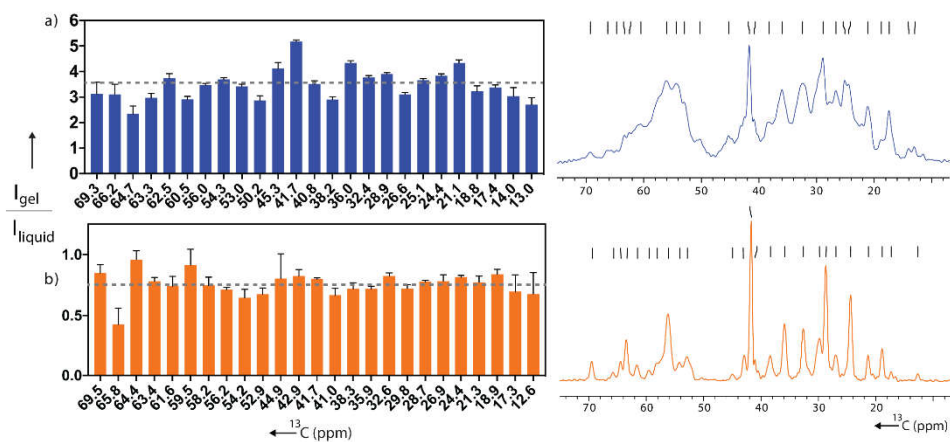 a)
6
5
4
3
2
1
0
69.3 66.2 64.7 63.3 62.5 60.5 56.0 54.3 53.0 50.2 45.3 41.7 40.8 38.2 36.0 32.4 28.9 26.6 25.1 24.4 21.1 18.8 17.4 14.0 13.0
70 60 50 40 30 20
I gel
I liquid
b)
1.0
0.5
0.0
69.5 65.8 64.4 63.4 61.6 59.5 58.2 56.2 54.2 52.9 44.9 42.9 41.7 41.0 38.3 35.9 32.6 29.8 28.7 26.9 24.4 21.3 18.9 17.3 12.6
70 60 50 40 30 20
← ¹³C (ppm)
← ¹³C (ppm)